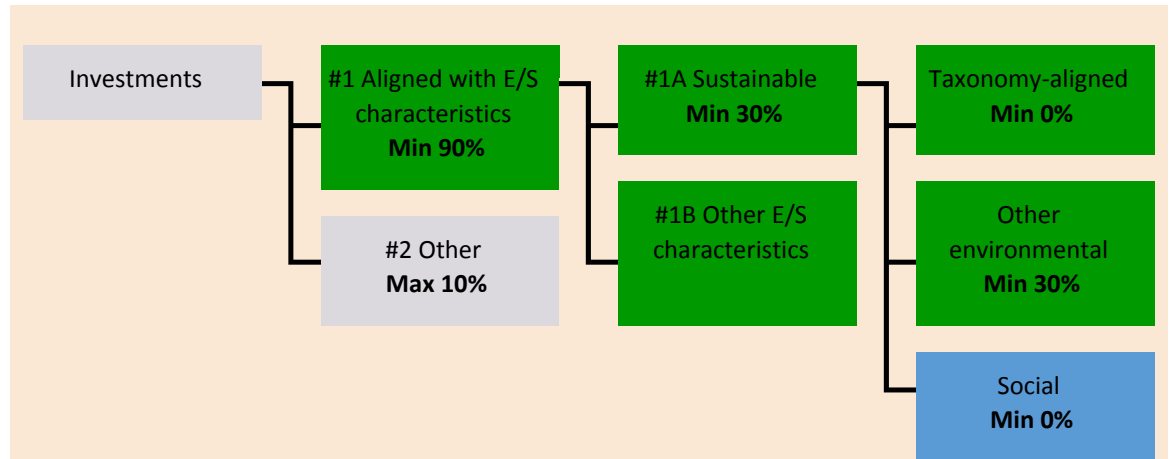 Investments
#1 Aligned with E/S
characteristics
Min 90%
#2 Other
Max 10%
#1A Sustainable
Min 30%
#1B Other E/S
characteristics
Taxonomy-aligned
Min 0%
Other
environmental
Min 30%
Social
Min 0%